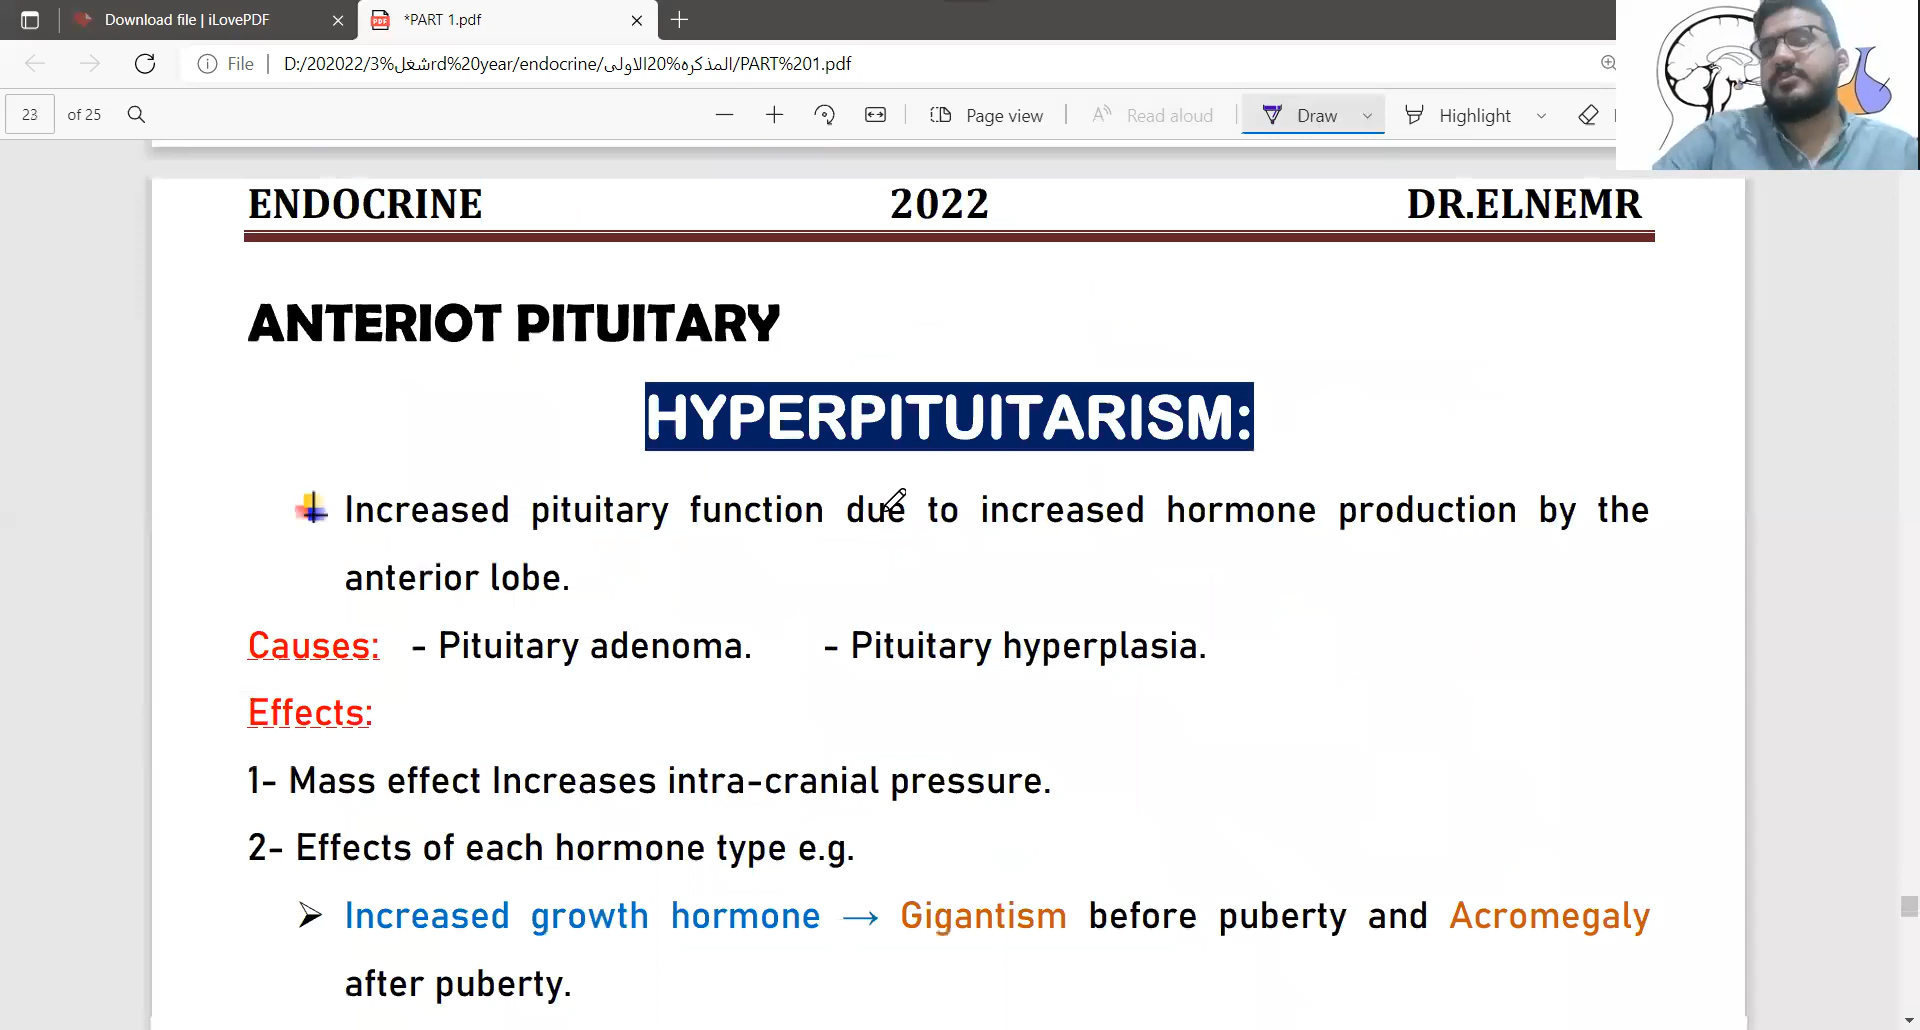 Download file | iLovePDF
*PART 1.pdf
File
D:/202022/3%شغلrd%20year/endocrine/المذكره%20الاولى/PART%201.pdf
23 of 25
Page view
Read aloud
Draw
Highlight
ENDOCRINE 2022 DR.ELNEMR
ANTERIOT PITUITARY
HYPERPITUITARISM:
Increased pituitary function due to increased hormone production by the
anterior lobe.
Causes: - Pituitary adenoma. - Pituitary hyperplasia.
Effects:
1- Mass effect Increases intra-cranial pressure.
2- Effects of each hormone type e.g.
➢ Increased growth hormone → Gigantism before puberty and Acromegaly
after puberty.